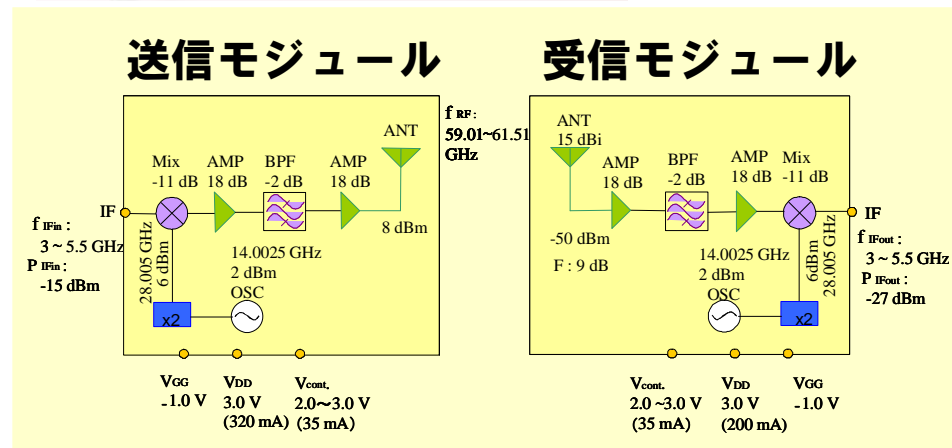 送信モジュール
f RF :
59.01~61.51
GHz
ANT
Mix
-11 dB
AMP
18 dB
BPF
-2 dB
AMP
18 dB
IF
8 dBm
f IFin :
3 ~ 5.5 GHz
P IFin :
-15 dBm
28.005 GHz
6 dBm
14.0025 GHz
2 dBm
OSC
x2
VGG
-1.0 V
VDD
3.0 V
(320 mA)
Vcont.
2.0～3.0 V
(35 mA)
受信モジュール
ANT
15 dBi
AMP
18 dB
BPF
-2 dB
AMP
18 dB
Mix
-11 dB
IF
-50 dBm
F : 9 dB
f IFout :
3 ~ 5.5 GHz
P IFout :
-27 dBm
14.0025 GHz
2 dBm
OSC
6dBm
28.005 GHz
x2
Vcont.
2.0 ~3.0 V
(35 mA)
VDD
3.0 V
(200 mA)
VGG
-1.0 V